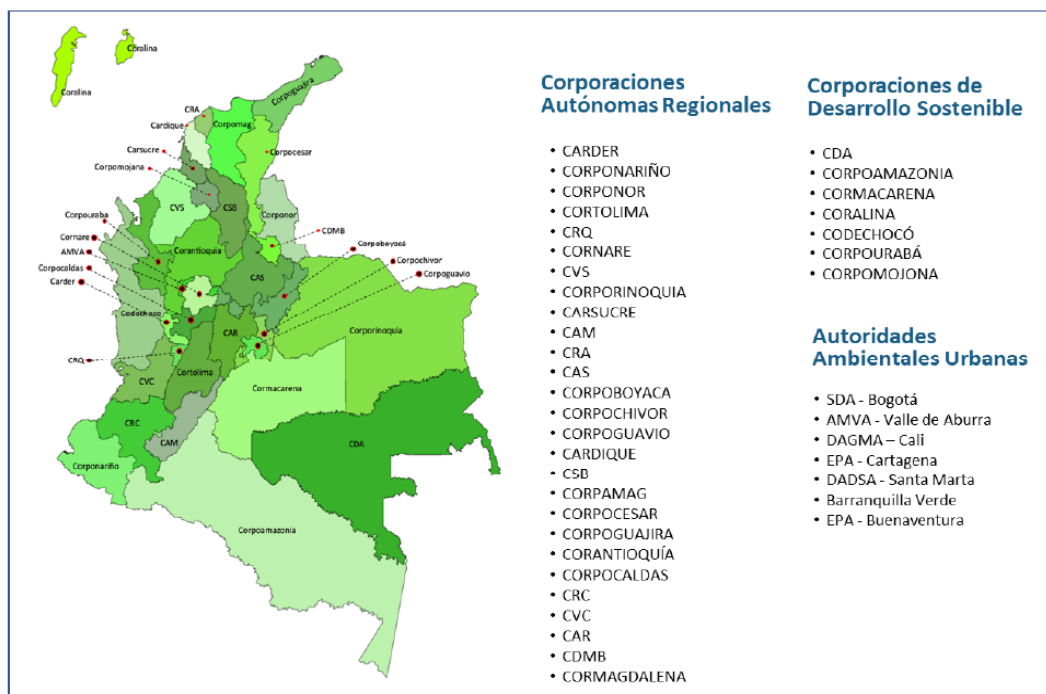 Coralina
Coralina
Corpoguajira
CRA
Corpomag
Cardique
Carsucre
Corpocesar
Corpomojana
CVS
CSB
Corponor
Corpouraba
Cornare
Corantioquia
CDMB
AMVA
Corpoboyacá
Corpocaldas
Corpochivor
Carder
CAS
Corpoguavio
Codechoco
CAR
Corporinoquia
CRQ
Cortolima
CVC
Cormacarena
CRC
CAM
CDA
Corponariño
Corpoamazonia
Corporaciones
Autónomas Regionales
• CARDER
• CORPONARIÑO
• CORPONOR
• CORTOLIMA
• CRQ
• CORNARE
• CVS
• CORPORINOQUIA
• CARSUCRE
• CAM
• CRA
• CAS
• CORPOBOYACA
• CORPOCHIVOR
• CORPOGUAVIO
• CARDIQUE
• CSB
• CORPAMAG
• CORPOCESAR
• CORPOGUAJIRA
• CORANTIOQUÍA
• CORPOCALDAS
• CRC
• CVC
• CAR
• CDMB
• CORMAGDALENA
Corporaciones de
Desarrollo Sostenible
• CDA
• CORPOAMAZONIA
• CORMACARENA
• CORALINA
• CODECHOCÓ
• CORPOURABÁ
• CORPOMOJONA
Autoridades
Ambientales Urbanas
• SDA - Bogotá
• AMVA - Valle de Aburra
• DAGMA – Cali
• EPA - Cartagena
• DADSA - Santa Marta
• Barranquilla Verde
• EPA - Buenaventura